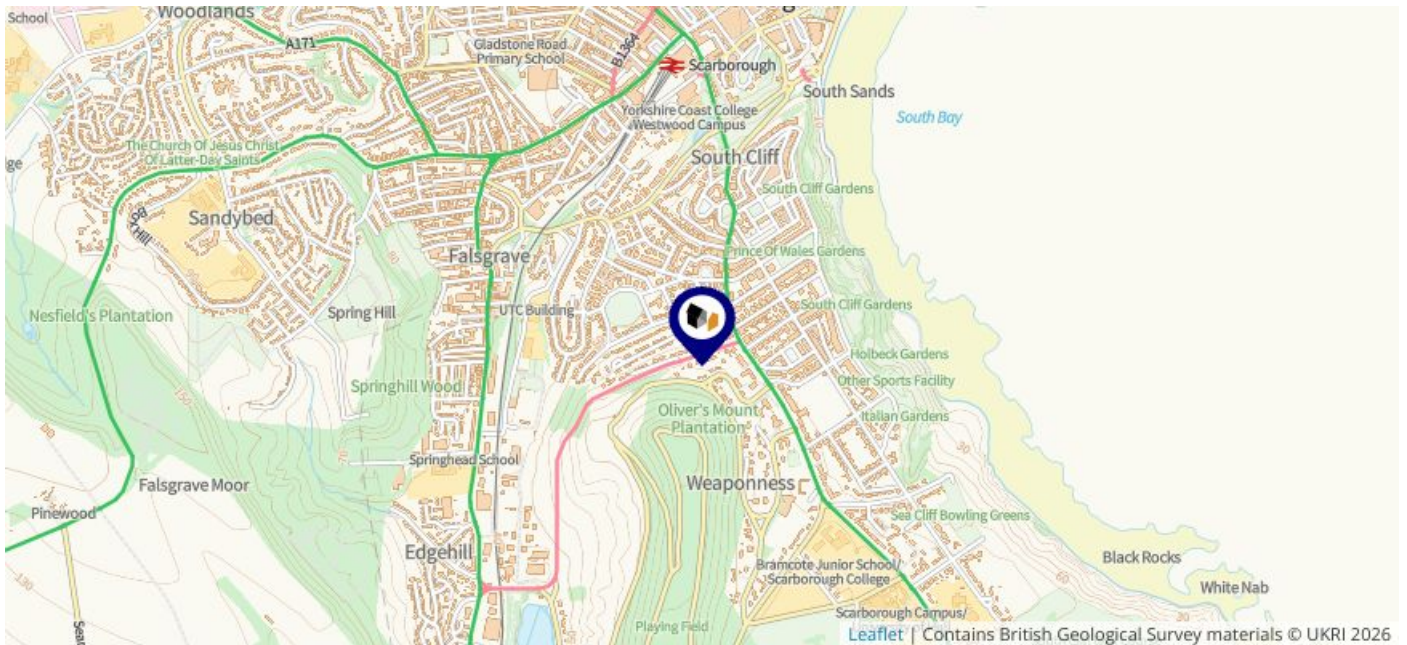 School
Woodlands
A171
Gladstone Road
Primary School
B1364
Scarborough
South Sands
Yorkshire Coast College
Westwood Campus
South Bay
The Church Of Jesus Christ
Of Latter-Day Saints
South Cliff
South Cliff Gardens
Sandybed
Falsgrave
Prince Of Wales Gardens
Nesfield's Plantation
Spring Hill
UTC Building
South Cliff Gardens
Holbeck Gardens
Springhill Wood
Other Sports Facility
Oliver's Mount
Plantation
Italian Gardens
Springhead School
Falsgrave Moor
Weaponness
Pinewood
Sea Cliff Bowling Greens
Edgehill
Black Rocks
Bramcote Junior School/
Scarborough College
White Nab
Scarborough Campus/
Playing Field
Leaflet | Contains British Geological Survey materials © UKRI 2026